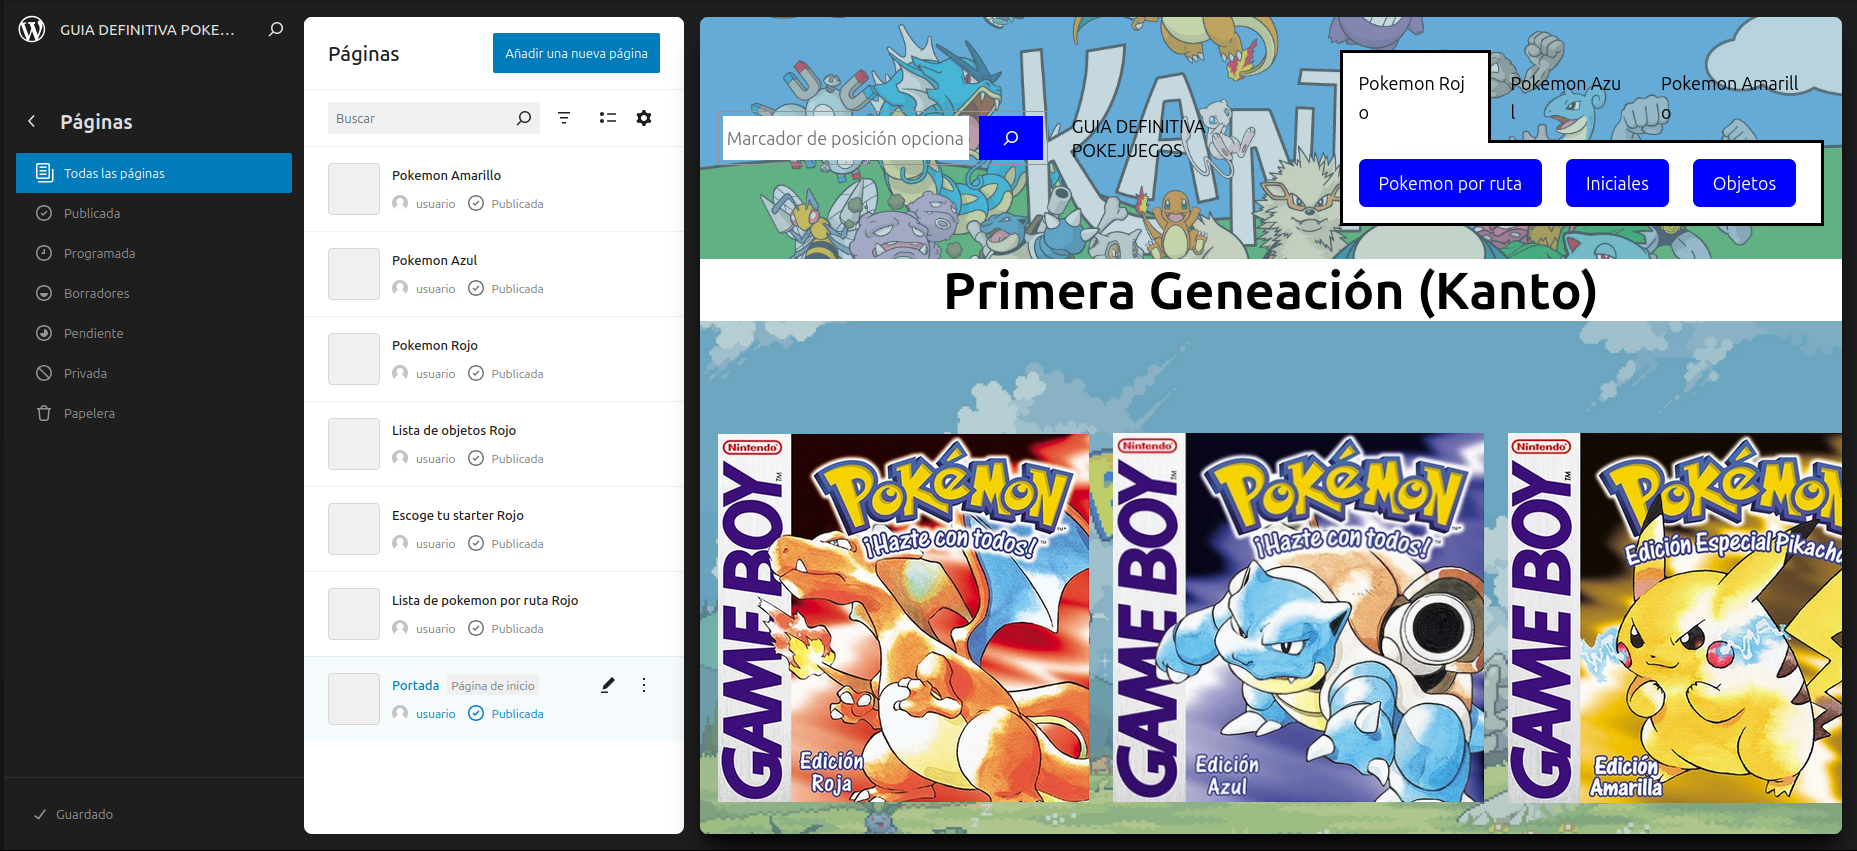 GUIA DEFINITIVA POKE...
Páginas
Todas las páginas
Publicada
Programada
Borradores
Pendiente
Privada
Papelera
Guardado
Páginas
Añadir una nueva página
Buscar
Pokemon Amarillo
usuario Publicada
Pokemon Azul
usuario Publicada
Pokemon Rojo
usuario Publicada
Lista de objetos Rojo
usuario Publicada
Escoge tu starter Rojo
usuario Publicada
Lista de pokemon por ruta Rojo
usuario Publicada
Portada Página de inicio
usuario Publicada
KANT
Marcador de posición opciona
GUIA DEFINITIVA
POKEJUEGOS
Pokemon Roj
o
Pokemon Azu
l
Pokemon Amarill
o
Pokemon por ruta
Iniciales
Objetos
Primera Geneación (Kanto)
Nintendo
GAME BOY
POKéMON
¡Hazte con todos!
Edición
Roja
Nintendo
GAME BOY
POKéMON
¡Hazte con todos!
Edición
Azul
Nintendo
GAME BOY
POKéMON
Edición Especial Pikachu
Edición
Amarilla